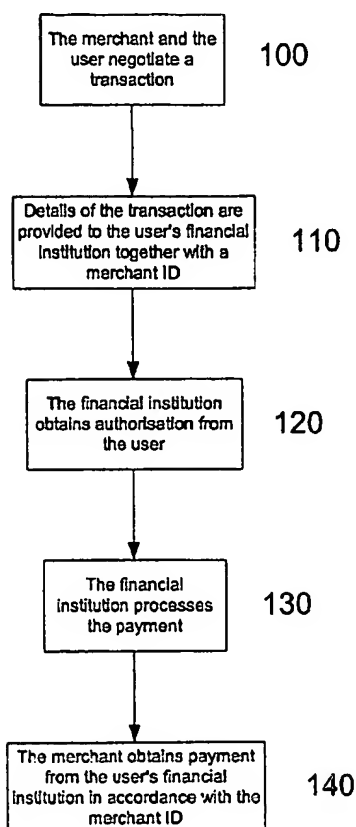 The merchant and the
user negotiate a
transaction
100
Details of the transaction are
provided to the user's financial
institution together with a
merchant ID
110
The financial institution
obtains authorisation from
the user
120
The financial
institution processes
the payment
130
The merchant obtains payment
from the user's financial
institution in accordance with the
merchant ID
140